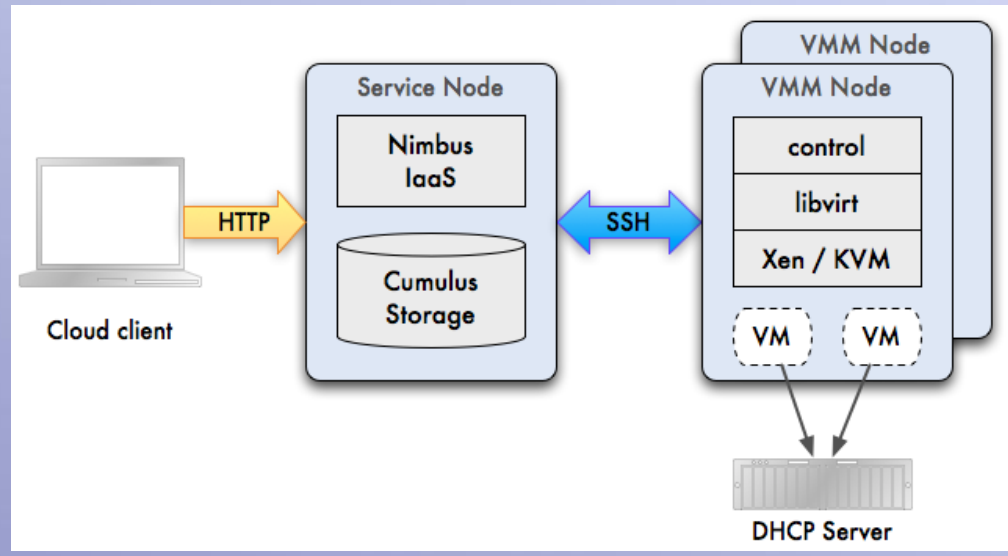 VMM Node
Service Node
VMM Node
Nimbus
IaaS
control
libvirt
HTTP
SSH
Xen / KVM
Cumulus
Storage
Cloud client
VM
VM
DHCP Server